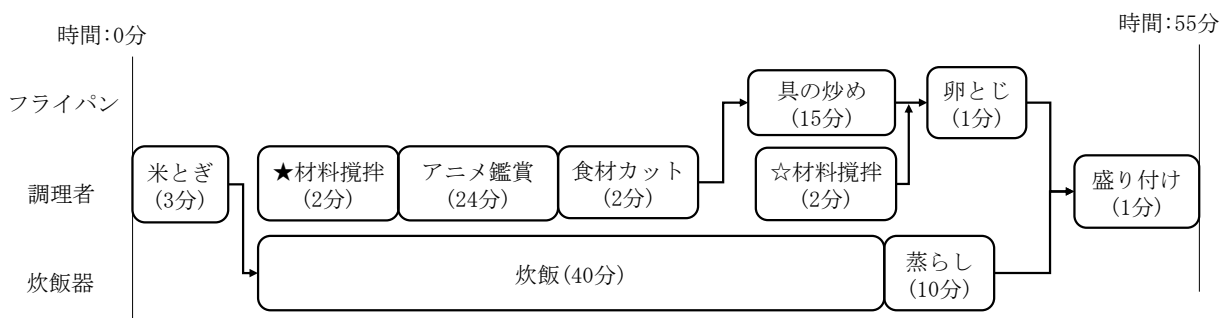 時間:0分
時間:55分
フライパン
具の炒め
(15分)
卵とじ
(1分)
調理者
米とぎ
(3分)
★材料撹拌
(2分)
アニメ鑑賞
(24分)
食材カット
(2分)
☆材料撹拌
(2分)
盛り付け
(1分)
炊飯器
炊飯(40分)
蒸らし
(10分)